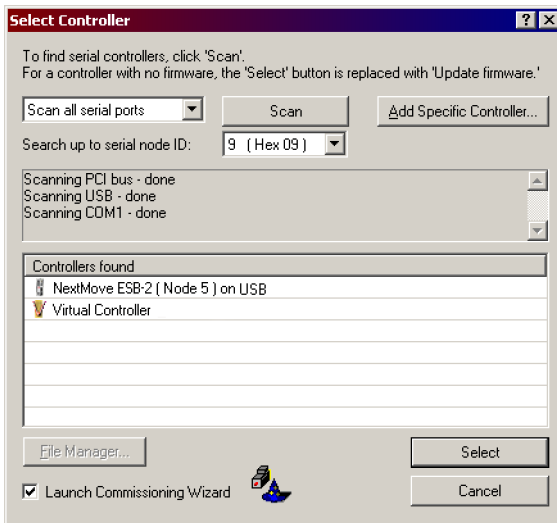 Select Controller
To find serial controllers, click 'Scan'.
For a controller with no firmware, the 'Select' button is replaced with 'Update firmware.'
Scan all serial ports
Scan
Add Specific Controller...
Search up to serial node ID:
9 ( Hex 09 )
Scanning PCI bus - done
Scanning USB - done
Scanning COM1 - done
Controllers found
NextMove ESB-2 ( Node 5 ) on USB
Virtual Controller
File Manager...
Select
Launch Commissioning Wizard
Cancel